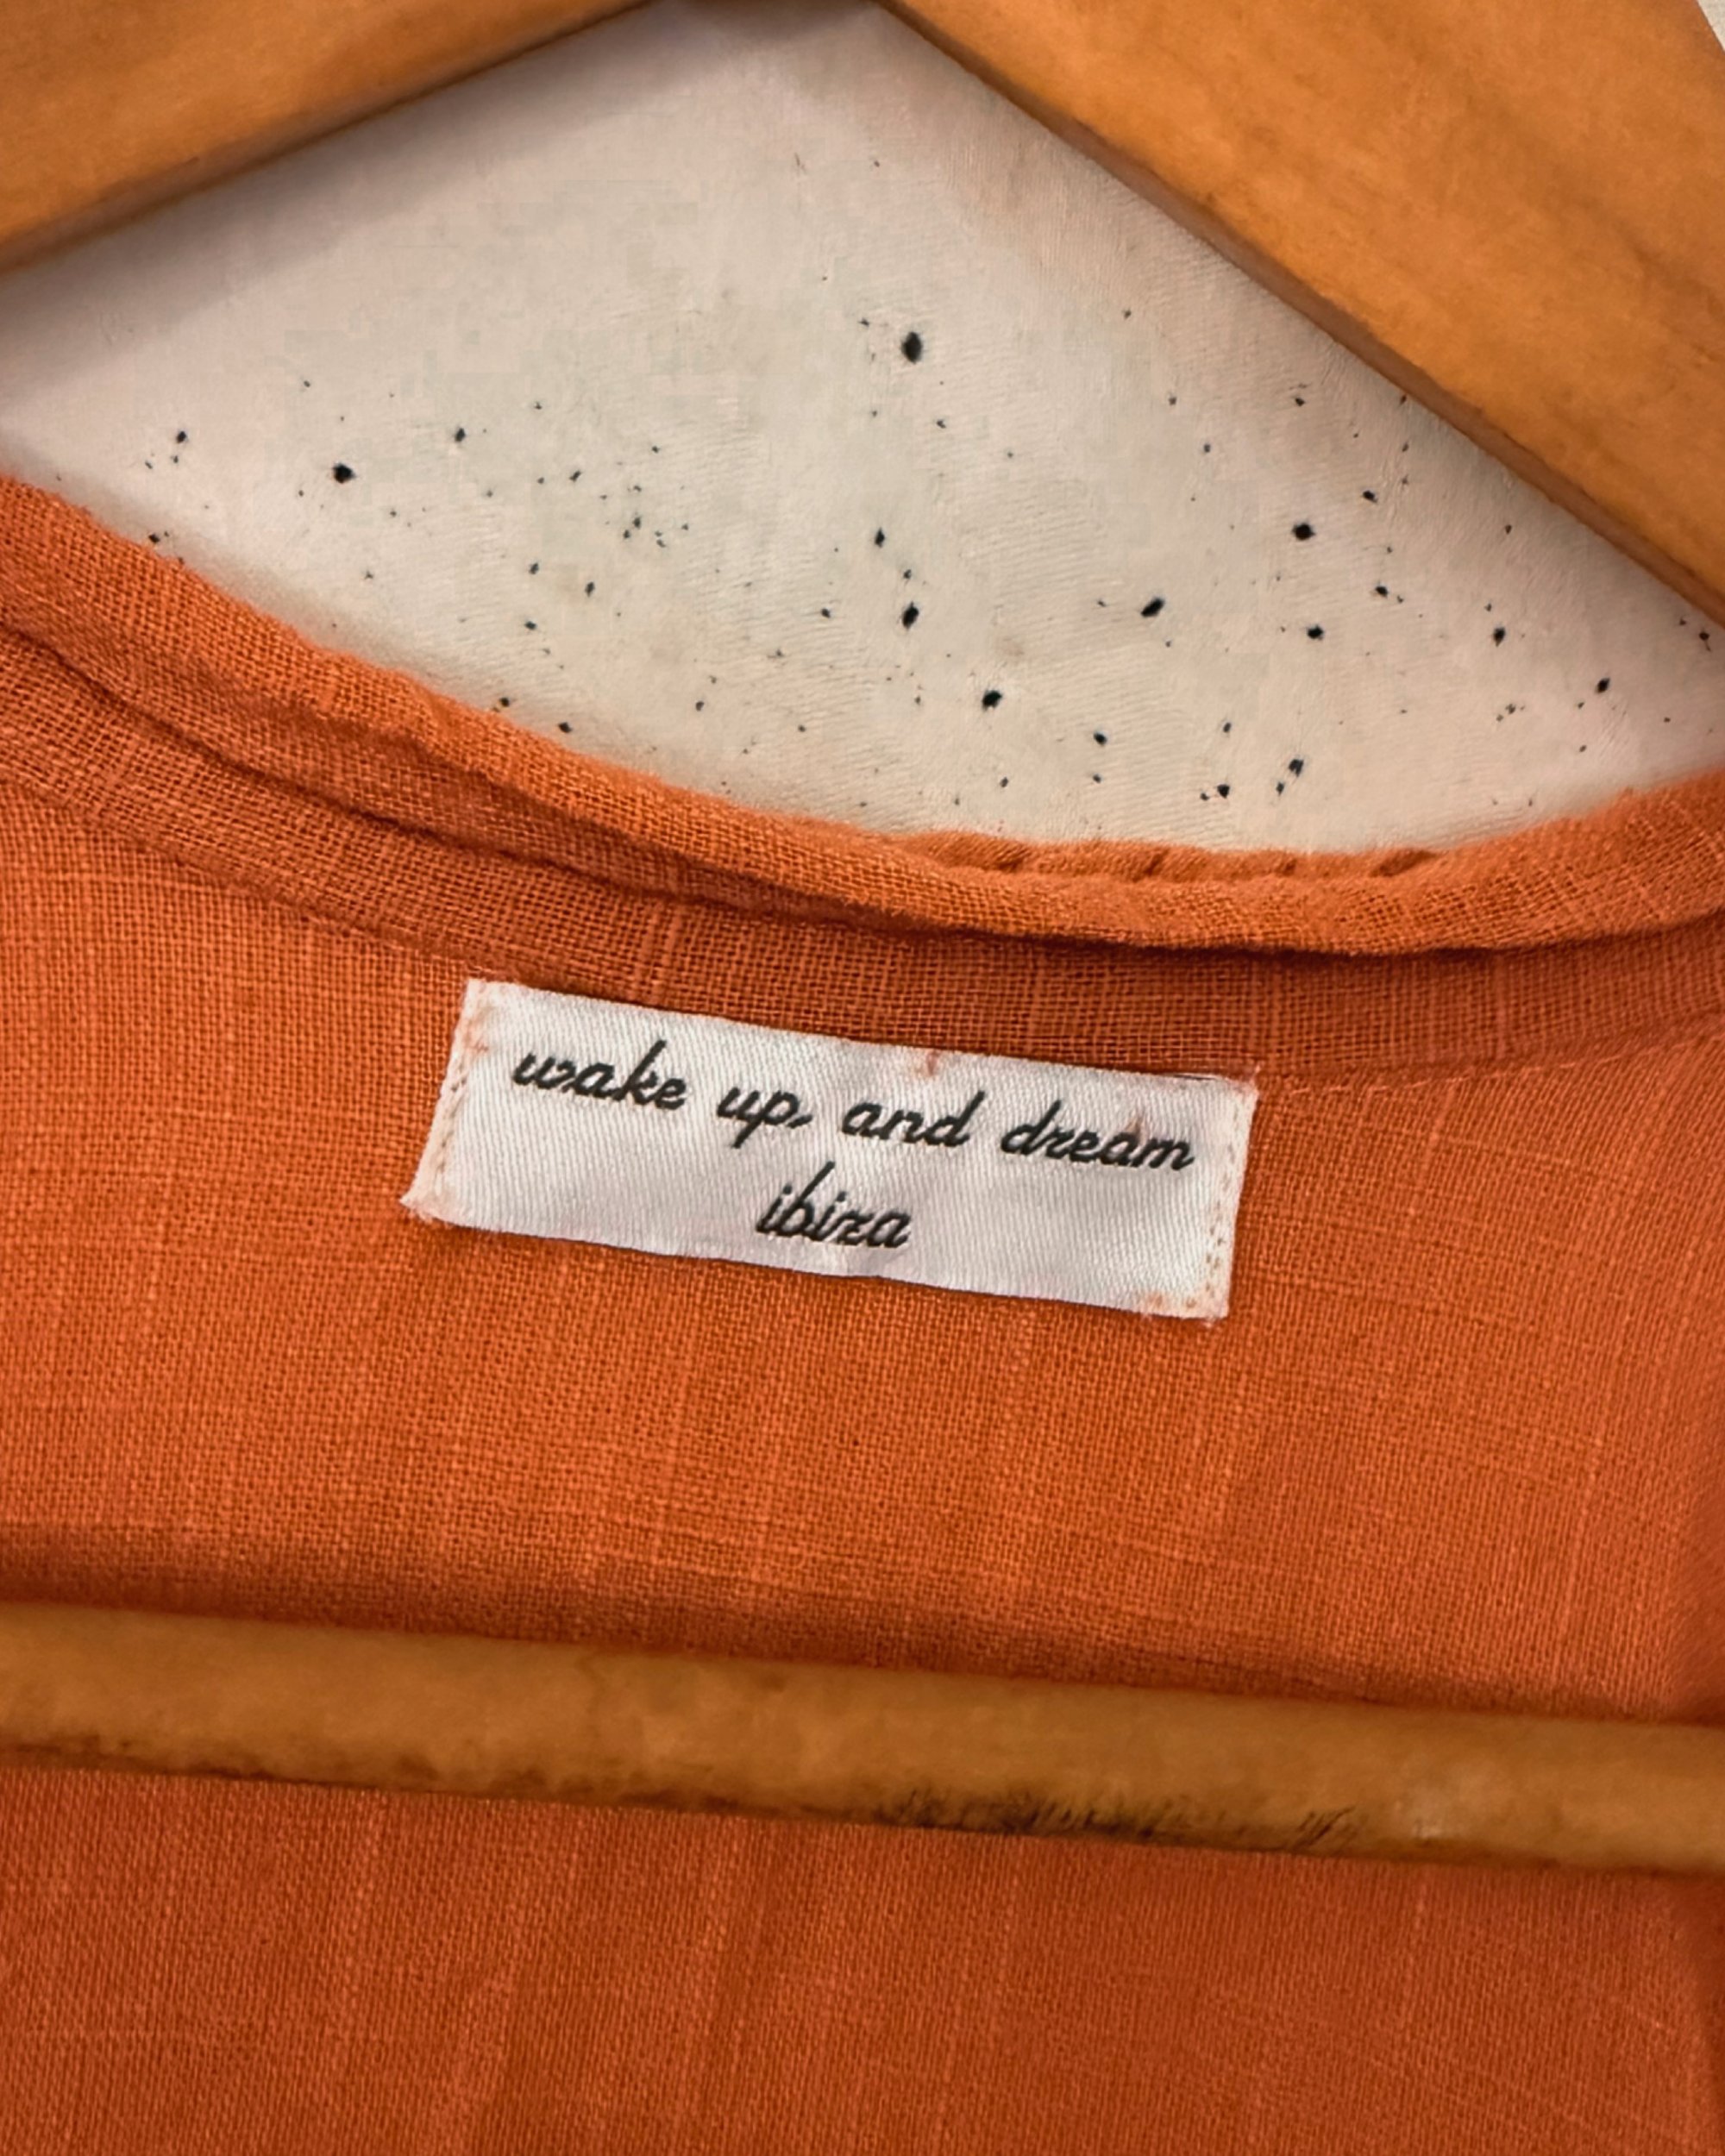 wake up, and dream
ibiza